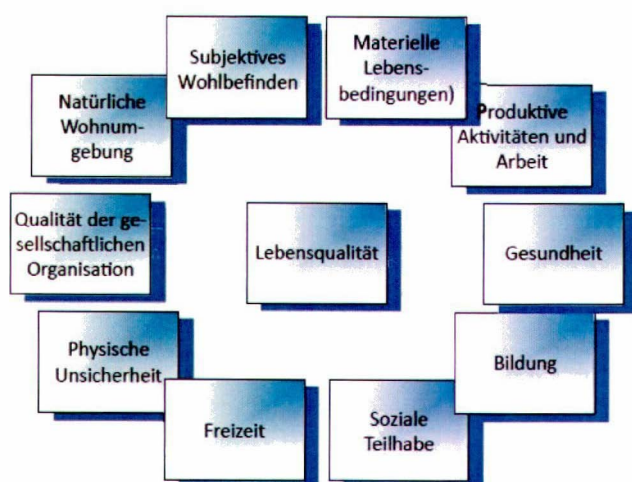 Subjektives
Wohlbefinden
Materielle
Lebens-
bedingungen)
Natürliche
Wohnum-
gebung
Produktive
Aktivitäten und
Arbeit
Qualität der ge-
sellschaftlichen
Organisation
Lebensqualität
Gesundheit
Physische
Unsicherheit
Bildung
Freizeit
Soziale
Teilhabe